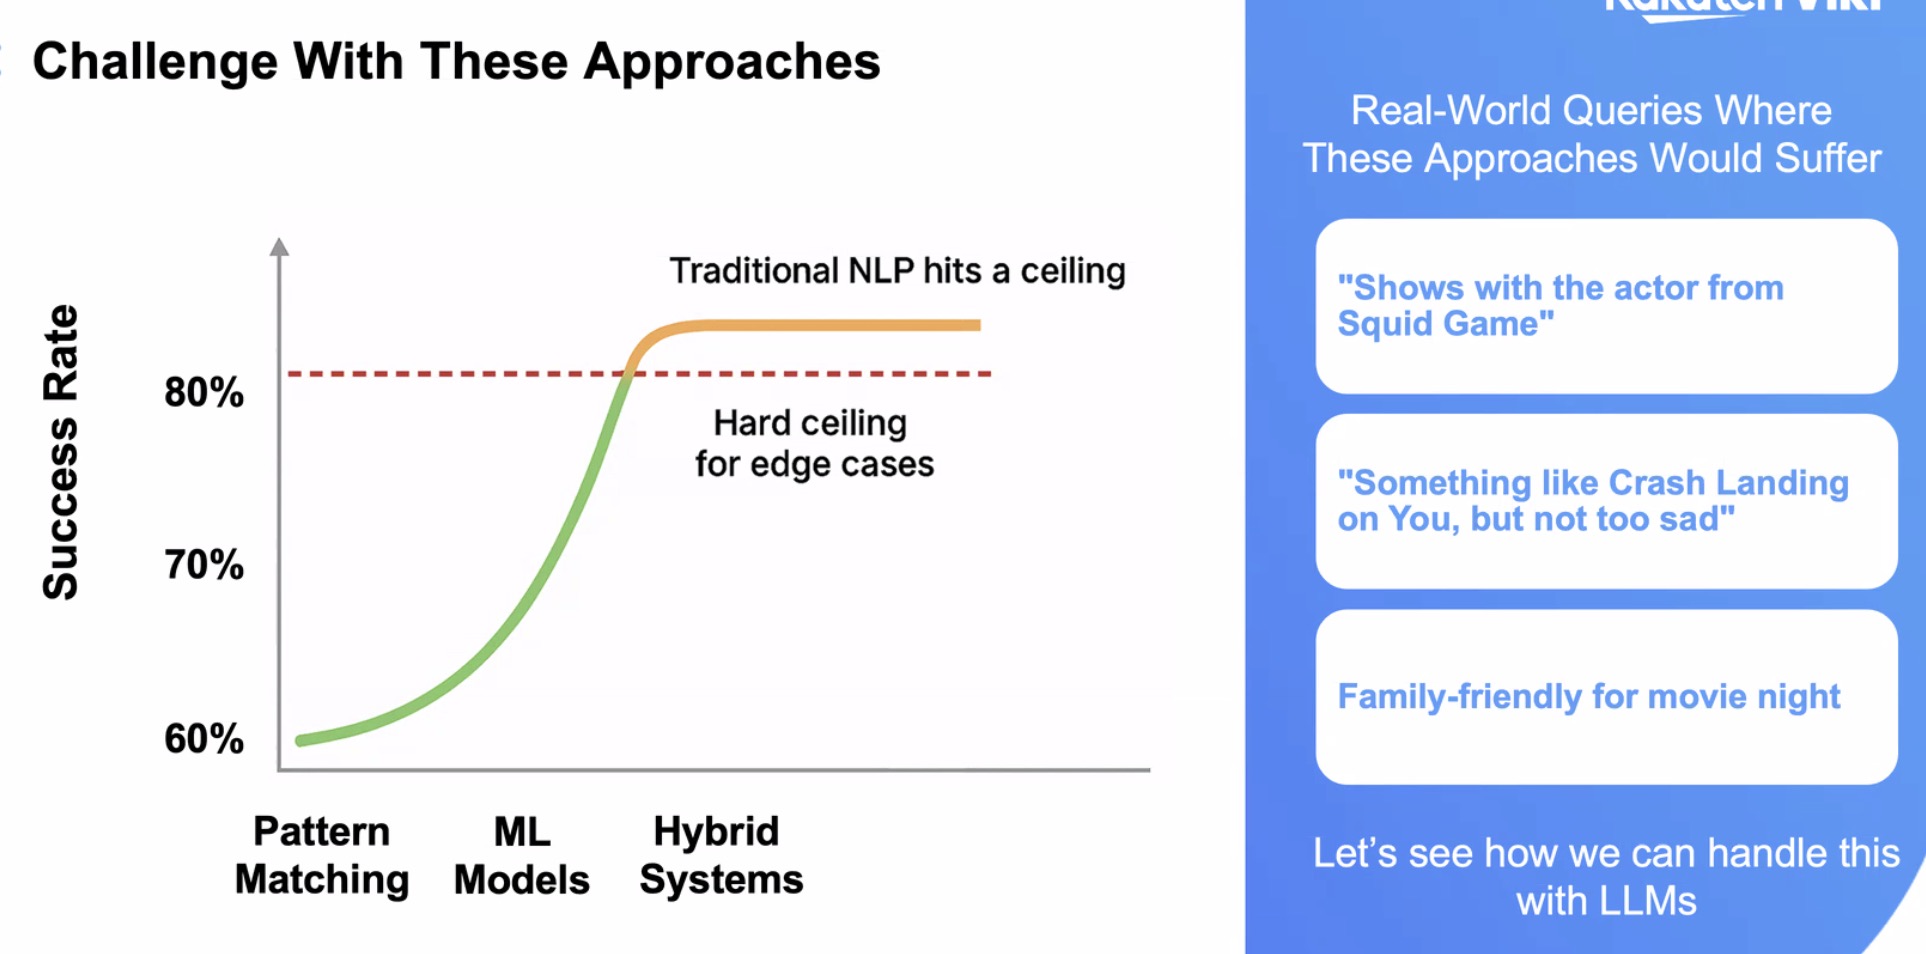 Challenge With These Approaches
Success Rate
80%
70%
60%
Traditional NLP hits a ceiling
Hard ceiling
for edge cases
Pattern
Matching
ML
Models
Hybrid
Systems
Rakuten VIKI
Real-World Queries Where
These Approaches Would Suffer
"Shows with the actor from
Squid Game"
"Something like Crash Landing
on You, but not too sad"
Family-friendly for movie night
Let’s see how we can handle this
with LLMs